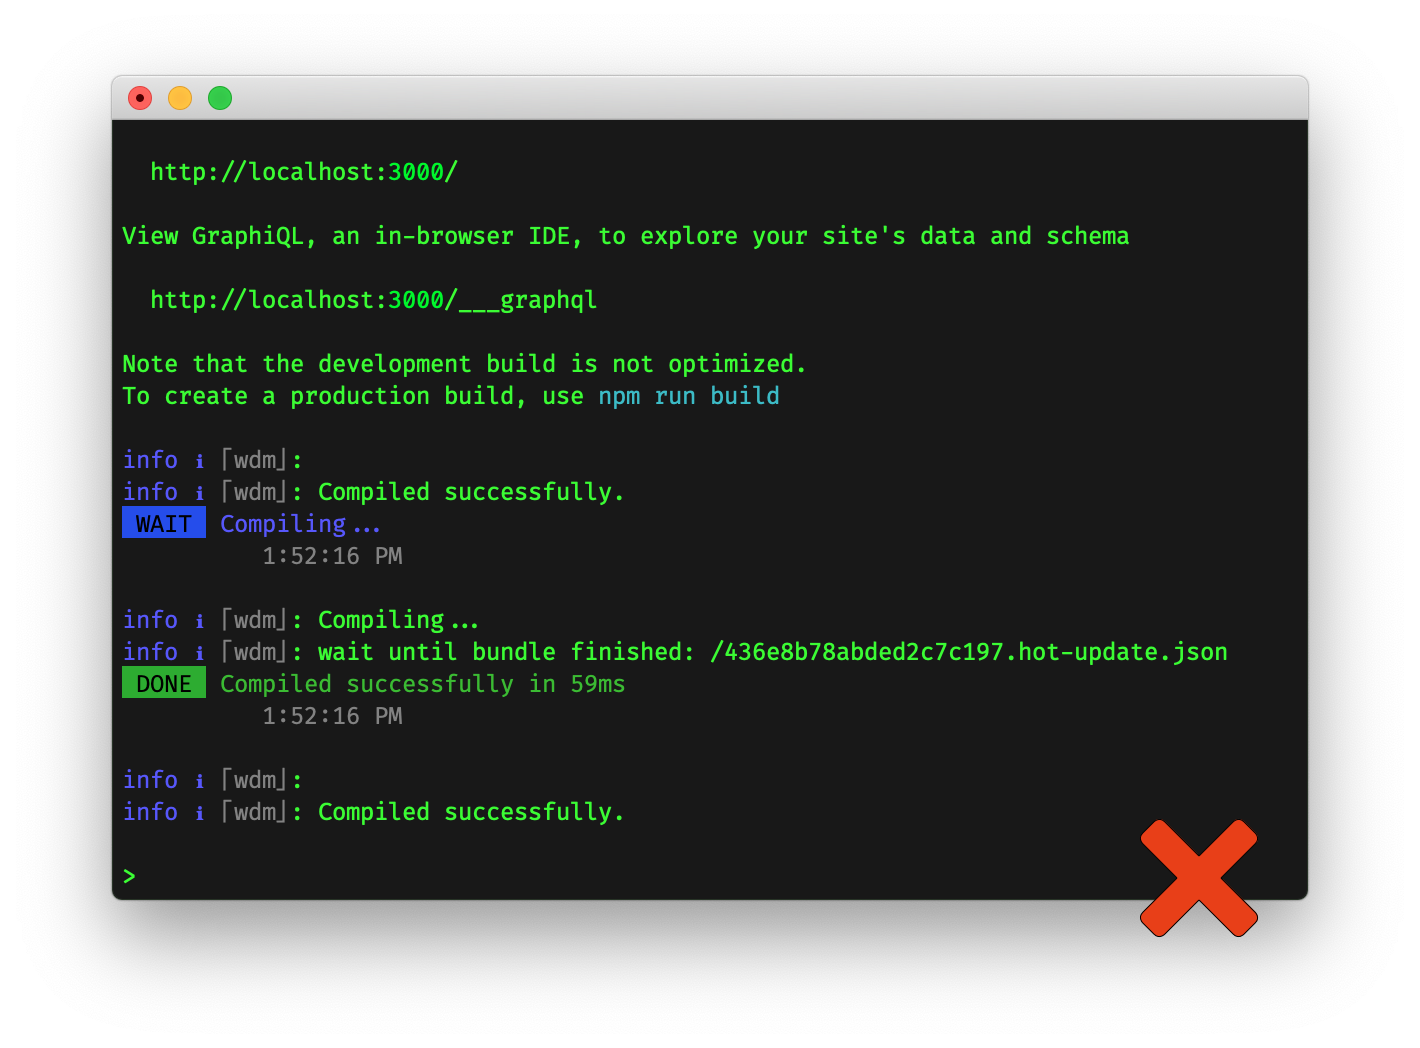 http://localhost:3000/
View GraphiQL, an in-browser IDE, to explore your site's data and schema
http://localhost:3000/___graphql
Note that the development build is not optimized.
To create a production build, use npm run build
info ℹ ⌈wdm⌋:
info ℹ ⌈wdm⌋: Compiled successfully.
WAIT Compiling...
1:52:16 PM
info ℹ ⌈wdm⌋: Compiling...
info ℹ ⌈wdm⌋: wait until bundle finished: /436e8b78abded2c7c197.hot-update.json
DONE Compiled successfully in 59ms
1:52:16 PM
info ℹ ⌈wdm⌋:
info ℹ ⌈wdm⌋: Compiled successfully.
>